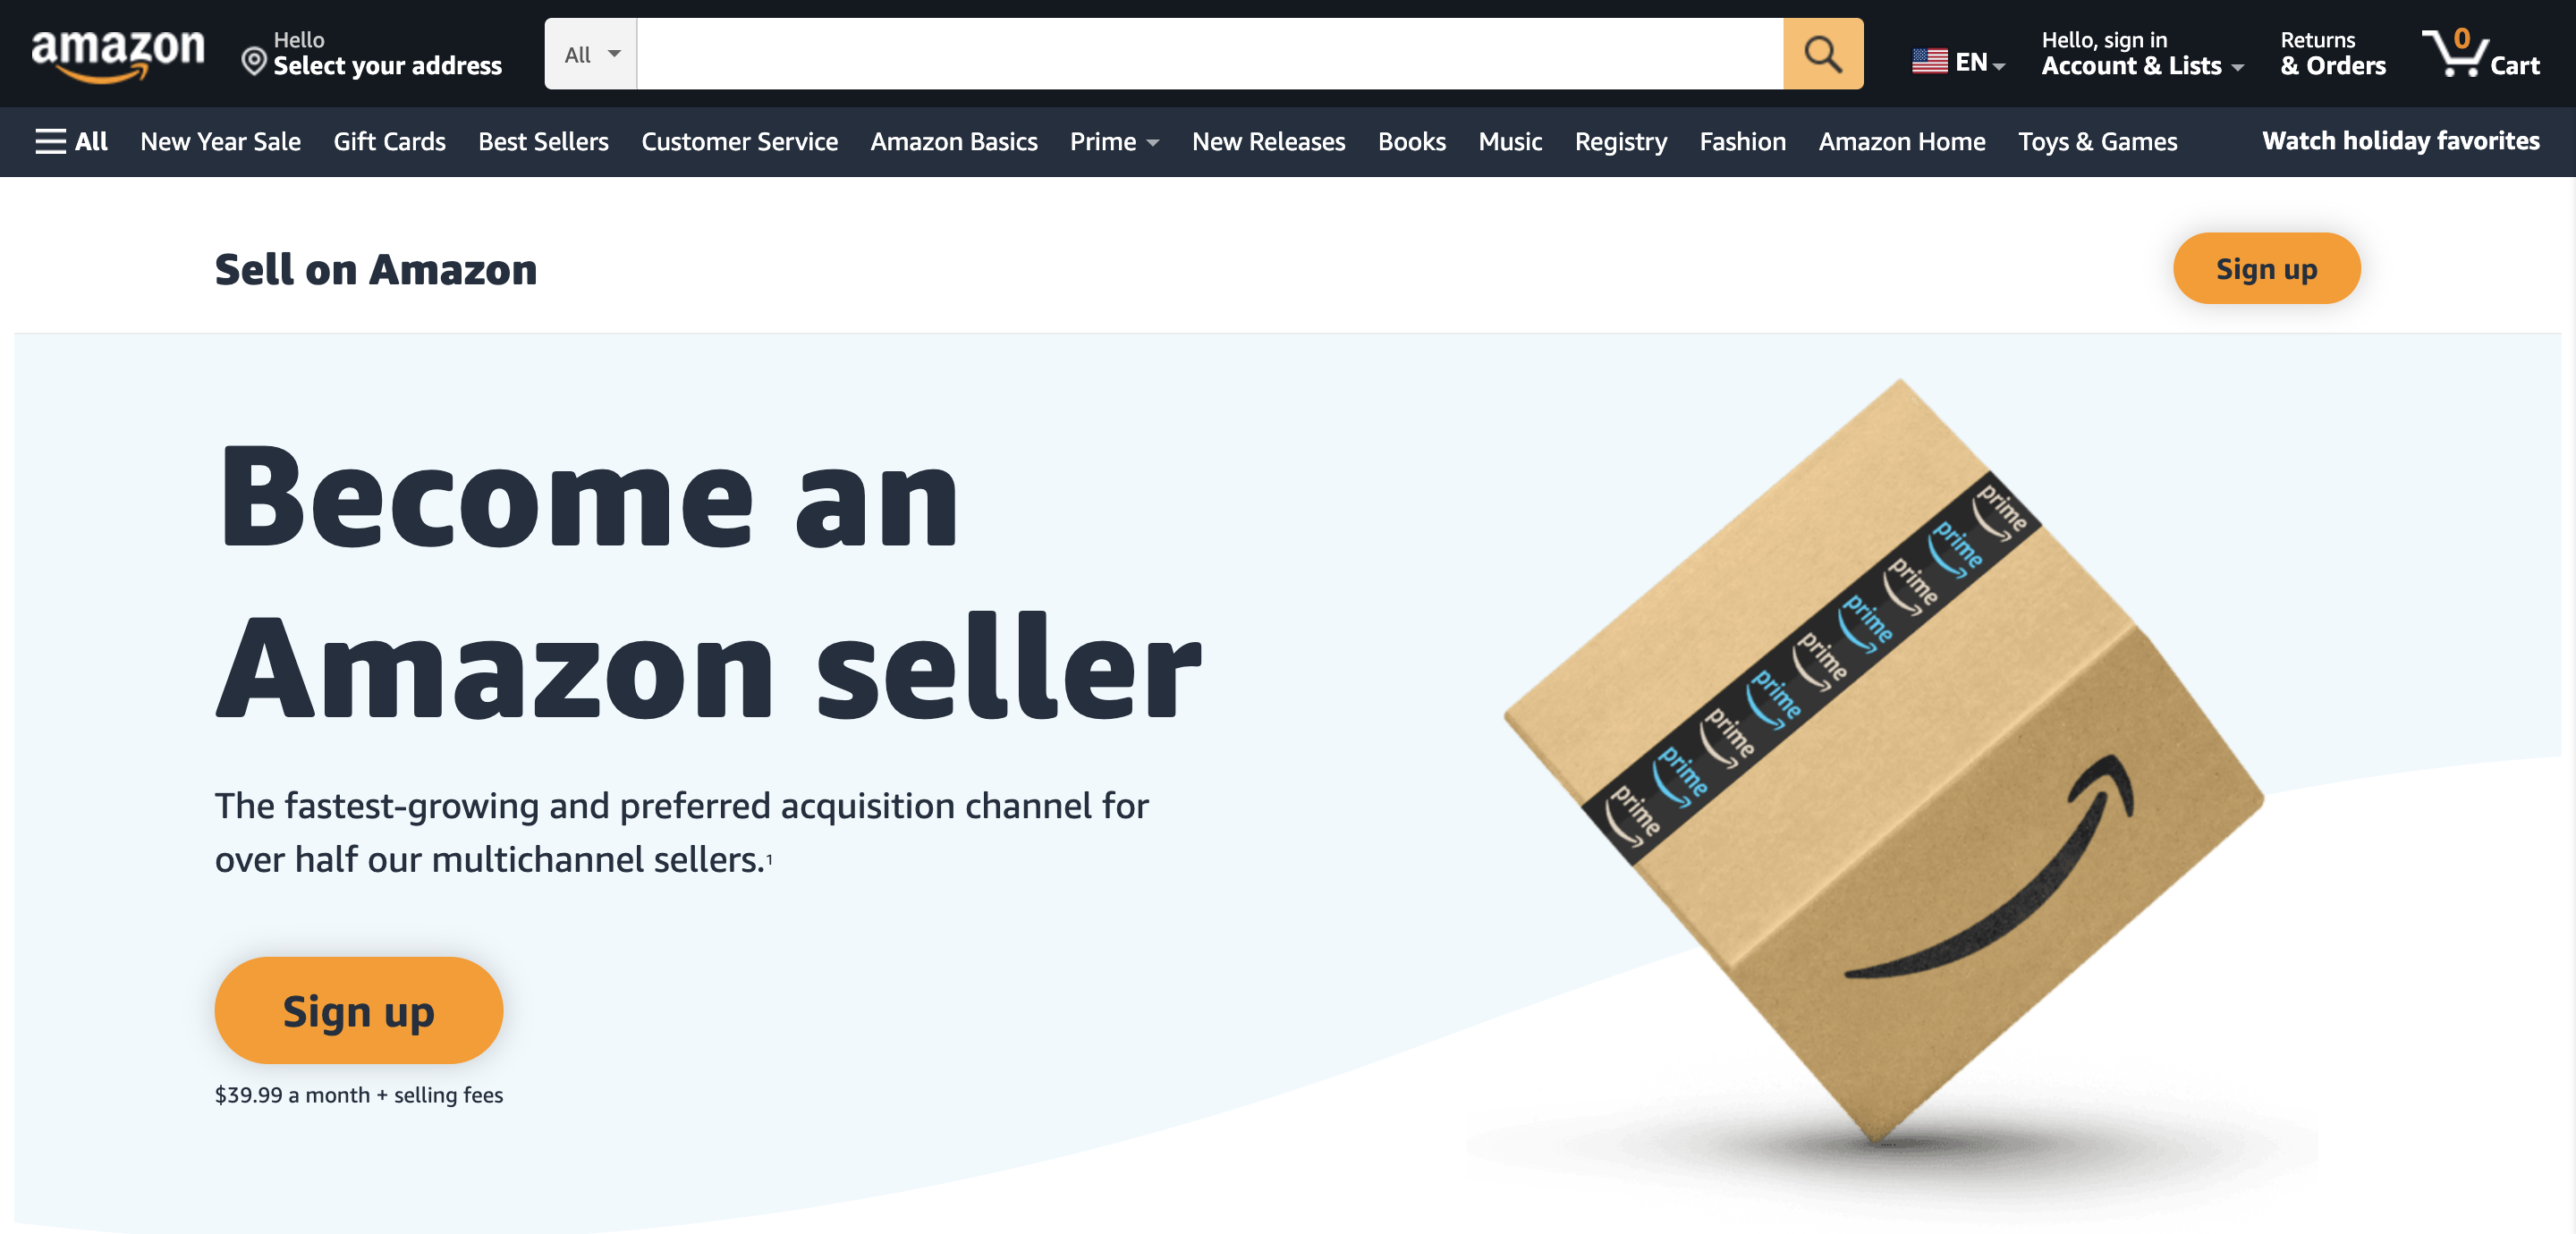 amazon
Hello
Select your address
All
EN
Hello, sign in
Account & Lists
Returns
& Orders
0
Cart
All New Year Sale Gift Cards Best Sellers Customer Service Amazon Basics Prime New Releases Books Music Registry Fashion Amazon Home Toys & Games Watch holiday favorites
Sell on Amazon
Sign up
Become an
Amazon seller
The fastest-growing and preferred acquisition channel for
over half our multichannel sellers.¹
Sign up
$39.99 a month + selling fees
prime
prime
prime
prime
prime
prime
prime
prime
prime